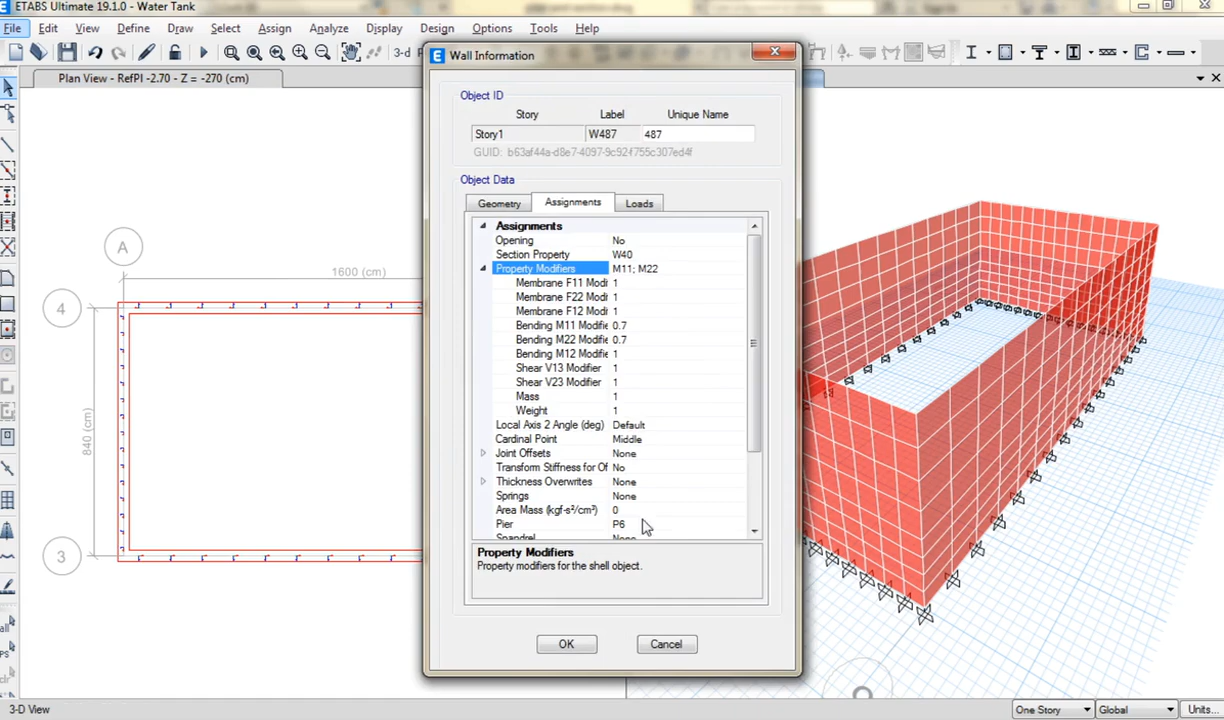 ETABS Ultimate 19.1.0 - Water Tank
File Edit View Define Draw Select Assign Analyze Display Design Options Tools Help
3-d
Plan View - RefPl -2.70 - Z = -270 (cm)
Wall Information
Object ID
Story Label Unique Name
Story1 W487 487
GUID: b63af44a-d8e7-4097-9c92-f755c307ed4f
Object Data
Geometry Assignments Loads
Assignments
Opening No
Section Property W40
Property Modifiers M11; M22
Membrane F11 Modi 1
Membrane F22 Modi 1
Membrane F12 Modi 1
Bending M11 Modifie 0.7
Bending M22 Modifie 0.7
Bending M12 Modifie 1
Shear V13 Modifier 1
Shear V23 Modifier 1
Mass 1
Weight 1
Local Axis 2 Angle (deg) Default
Cardinal Point Middle
Joint Offsets None
Transform Stiffness for Of No
Thickness Overwrites None
Springs None
Area Mass (kgf-s²/cm³) 0
Pier P6
Spandrel None
Property Modifiers
Property modifiers for the shell object.
OK Cancel
A
1600 (cm)
4
840 (cm)
3
3-D View
One Story Global Units...